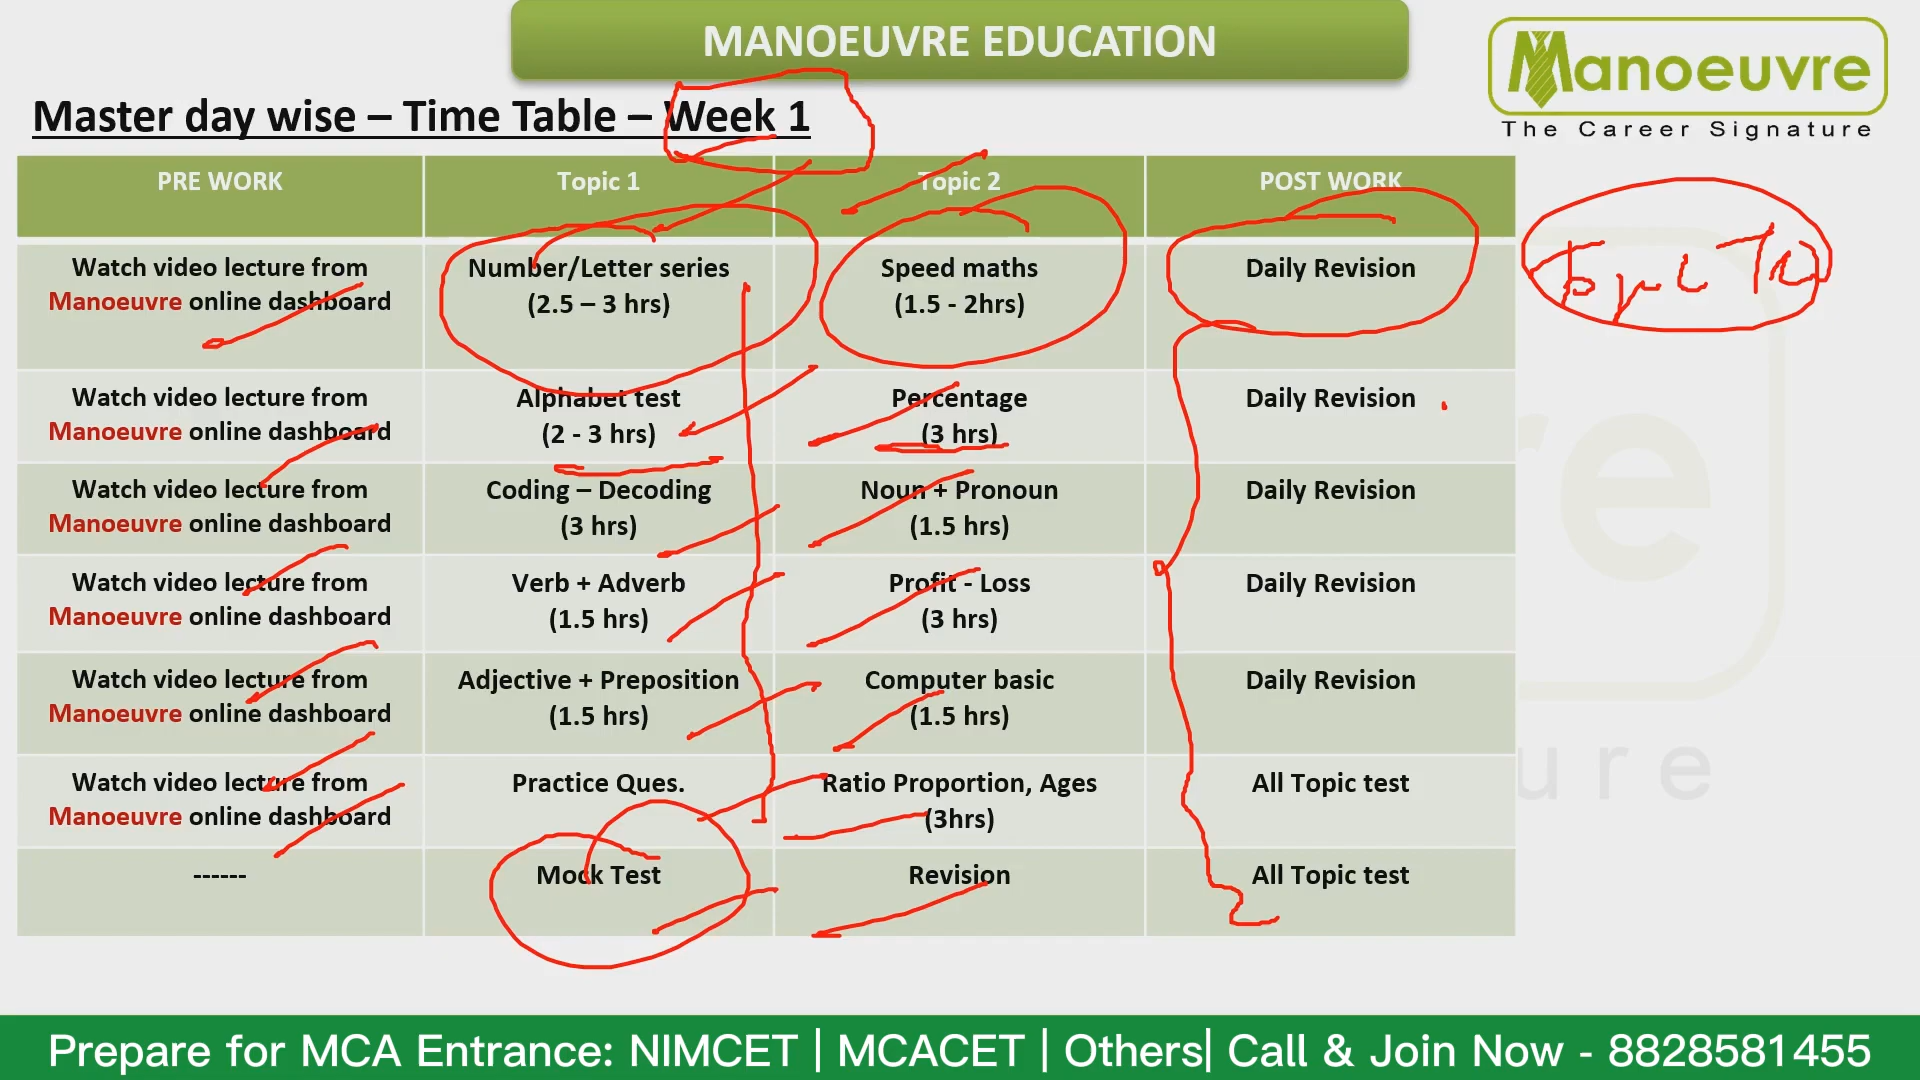 MANOEUVRE EDUCATION
Manoeuvre
The Career Signature
Master day wise – Time Table – Week 1
PRE WORK Topic 1 Topic 2 POST WORK
Watch video lecture from Manoeuvre online dashboard
Number/Letter series
(2.5 – 3 hrs)
Speed maths
(1.5 - 2hrs)
Daily Revision
Watch video lecture from Manoeuvre online dashboard
Alphabet test
(2 - 3 hrs)
Percentage
(3 hrs)
Daily Revision
Watch video lecture from Manoeuvre online dashboard
Coding – Decoding
(3 hrs)
Noun + Pronoun
(1.5 hrs)
Daily Revision
Watch video lecture from Manoeuvre online dashboard
Verb + Adverb
(1.5 hrs)
Profit - Loss
(3 hrs)
Daily Revision
Watch video lecture from Manoeuvre online dashboard
Adjective + Preposition
(1.5 hrs)
Computer basic
(1.5 hrs)
Daily Revision
Watch video lecture from Manoeuvre online dashboard
Practice Ques.
Ratio Proportion, Ages
(3hrs)
All Topic test
------
Mock Test
Revision
All Topic test
Prepare for MCA Entrance: NIMCET | MCACET | Others| Call & Join Now - 8828581455